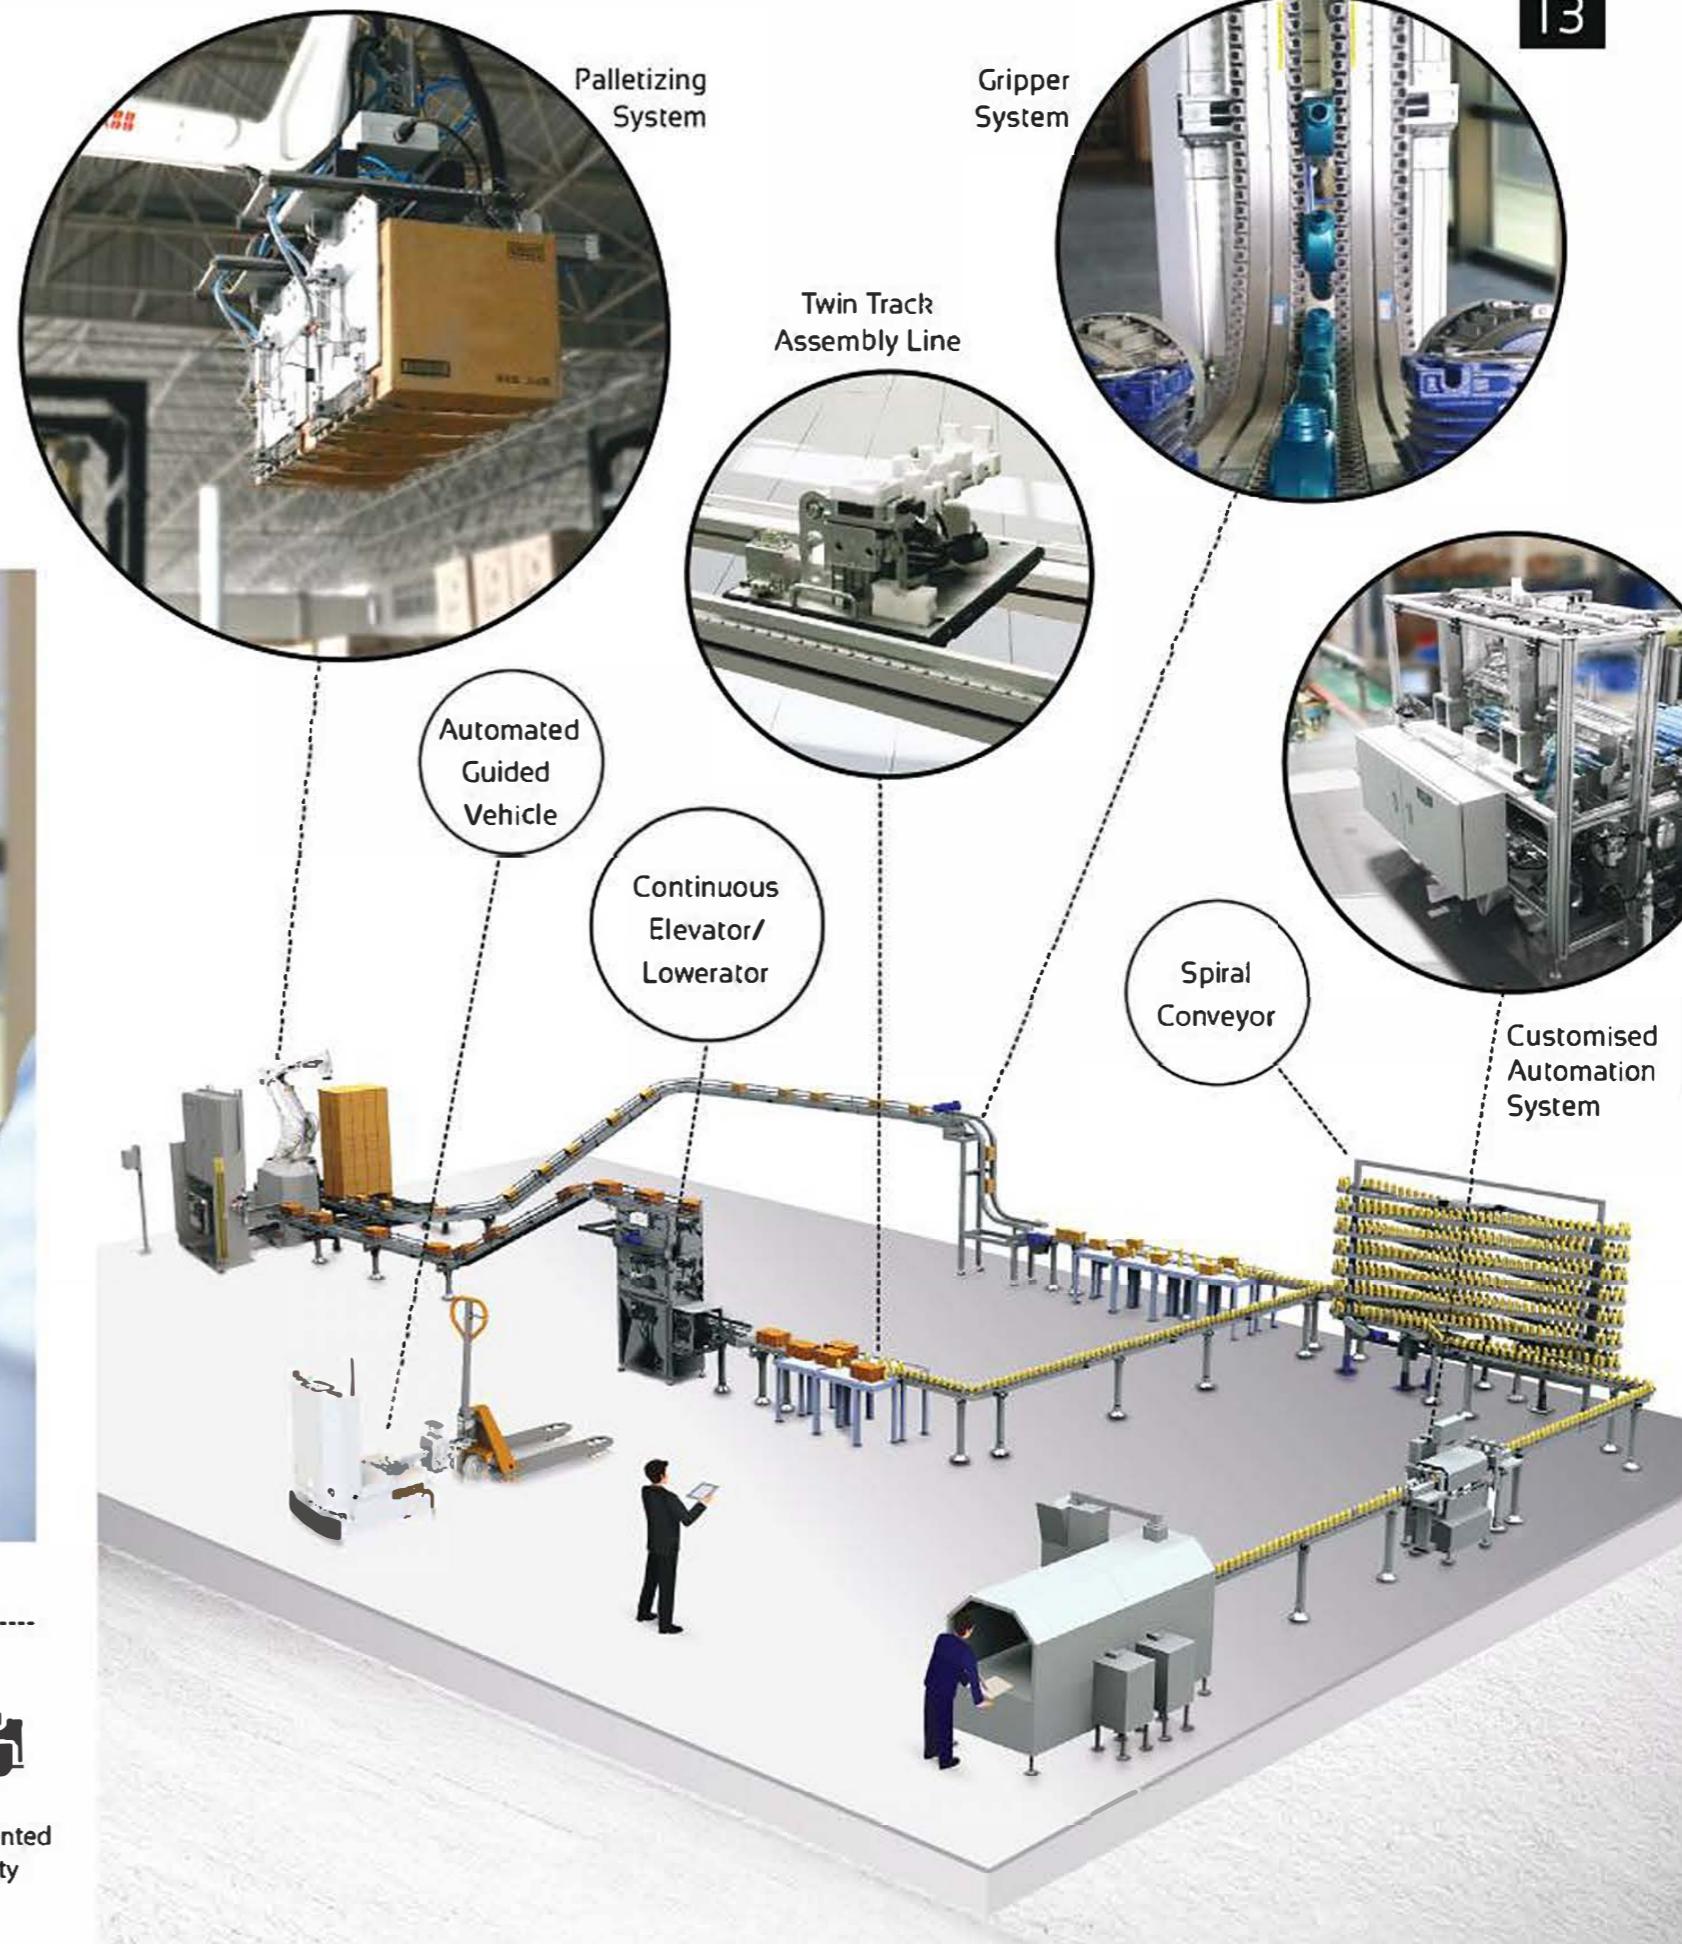 13
Palletizing
System
Gripper
System
Twin Track
Assembly Line
Automated
Guided
Vehicle
Continuous
Elevator/
Lowerator
Spiral
Conveyor
Customised
Automation
System
nted
ty